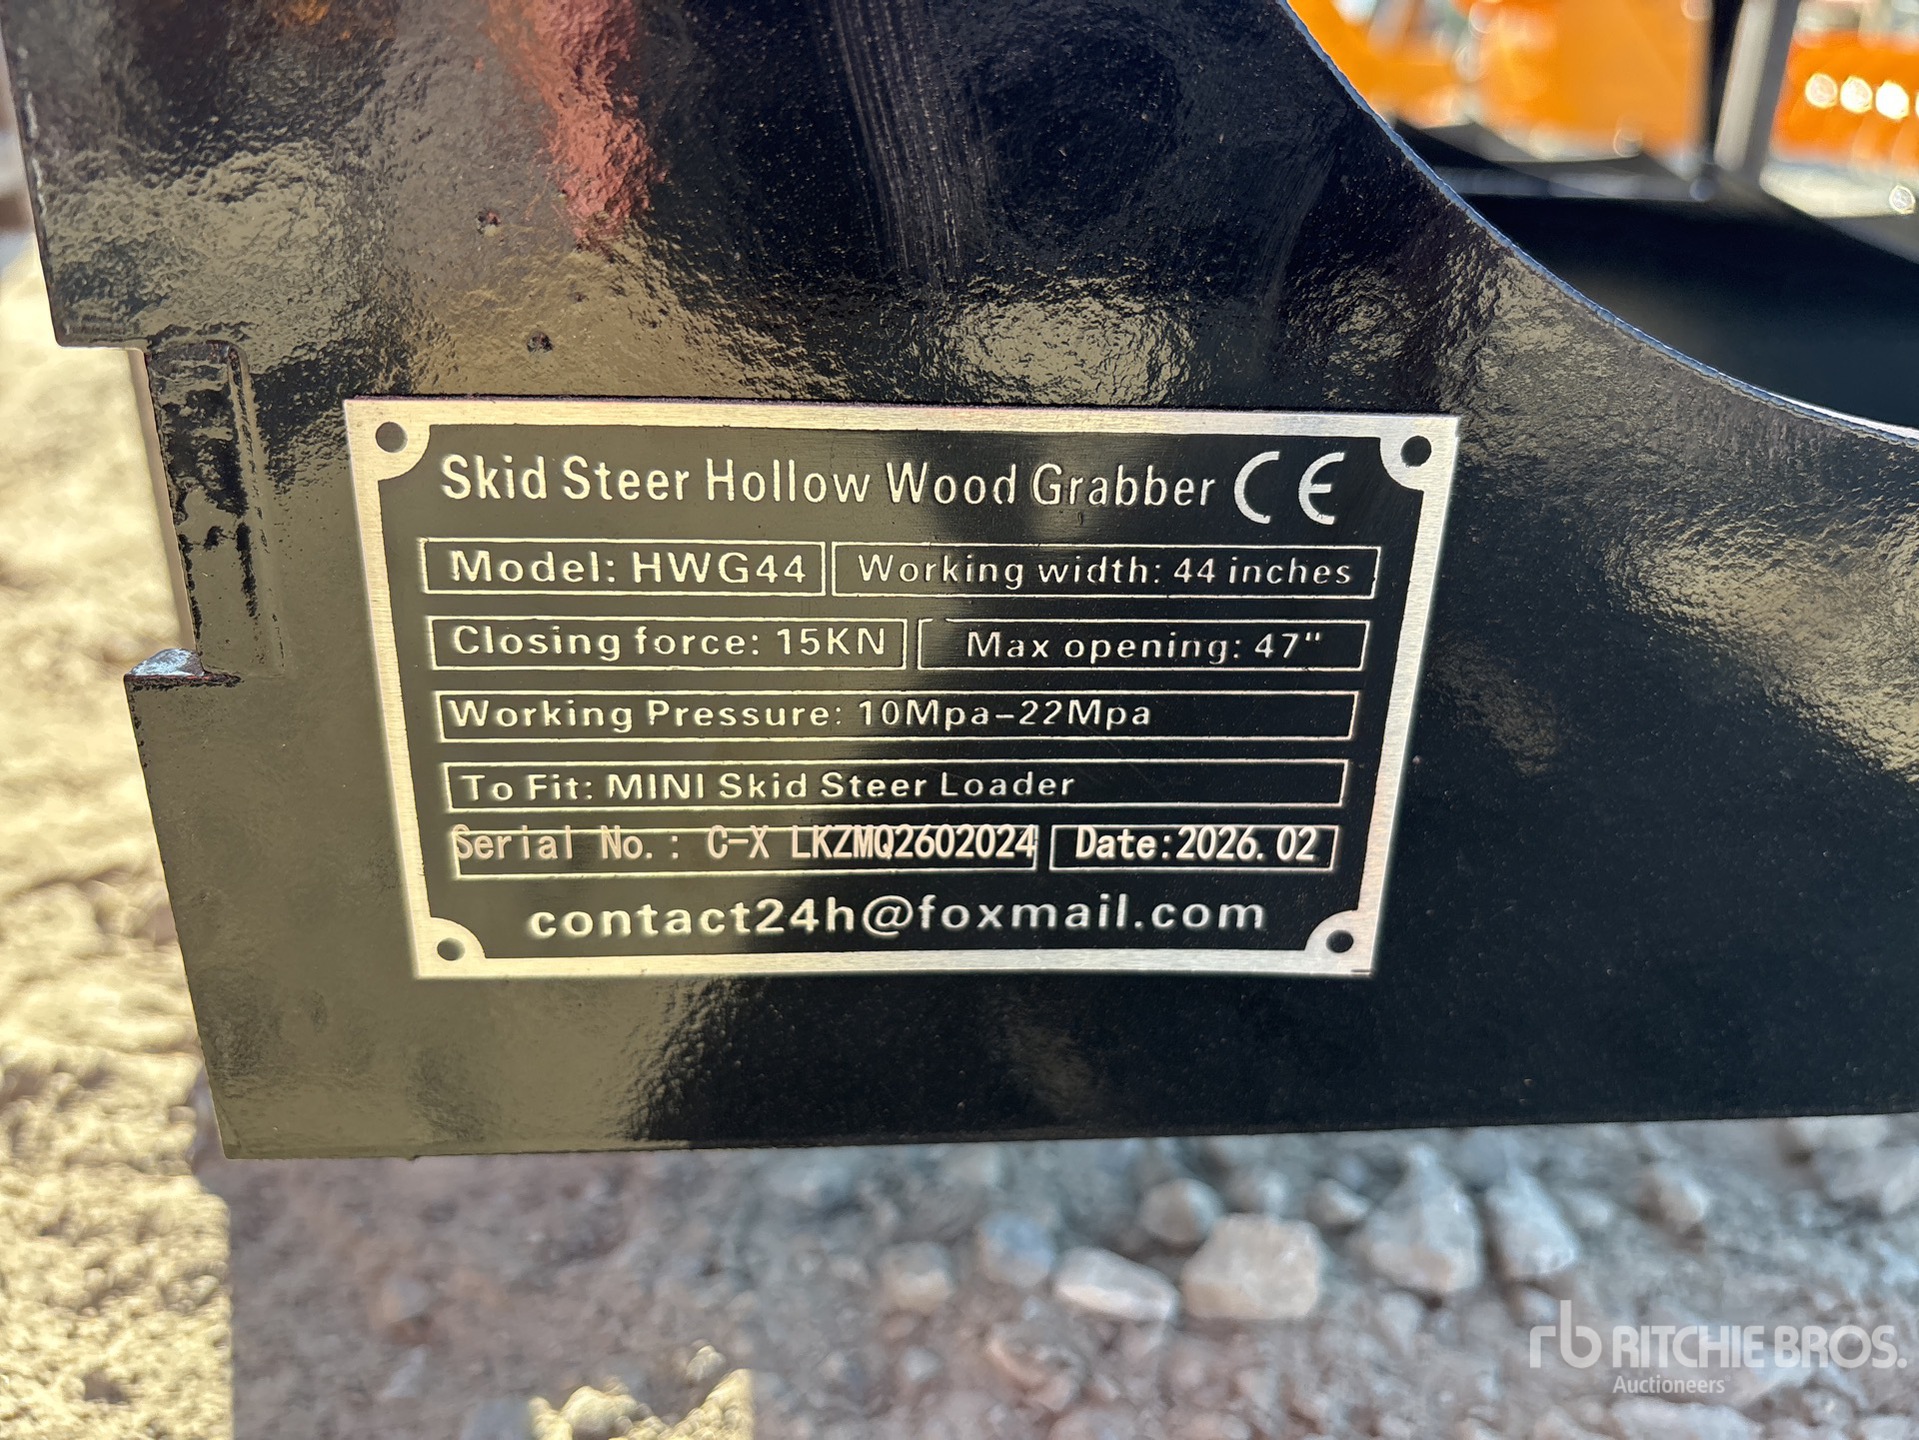 Skid Steer Hollow Wood Grabber CE
Model: HWG44 Working width: 44 inches
Closing force: 15KN Max opening: 47"
Working Pressure: 10Mpa-22Mpa
To Fit: MINI Skid Steer Loader
Serial No.: C-X LKZMQ2602024 Date:2026.02
contact24h@foxmail.com
rb RITCHIE BROS.
Auctioneers